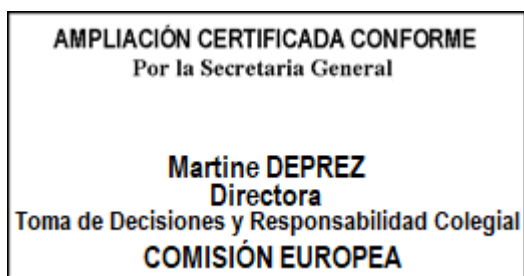 AMPLIACIÓN CERTIFICADA CONFORME
Por la Secretaria General
Martine DEPREZ
Directora
Toma de Decisiones y Responsabilidad Colegial
COMISIÓN EUROPEA